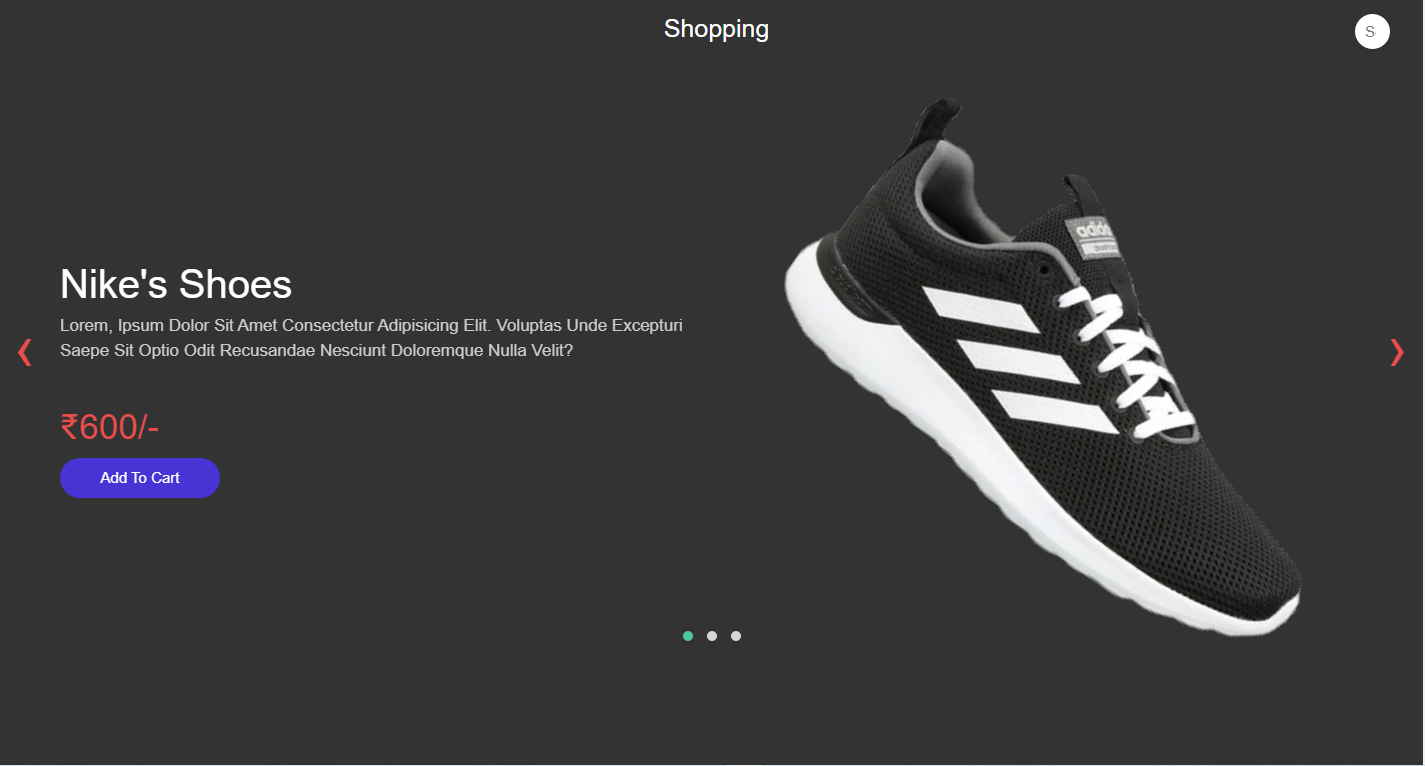 Shopping
S
Nike's Shoes
Lorem, Ipsum Dolor Sit Amet Consectetur Adipisicing Elit. Voluptas Unde Excepturi
Saepe Sit Optio Odit Recusandae Nesciunt Doloremque Nulla Velit?
₹600/-
Add To Cart